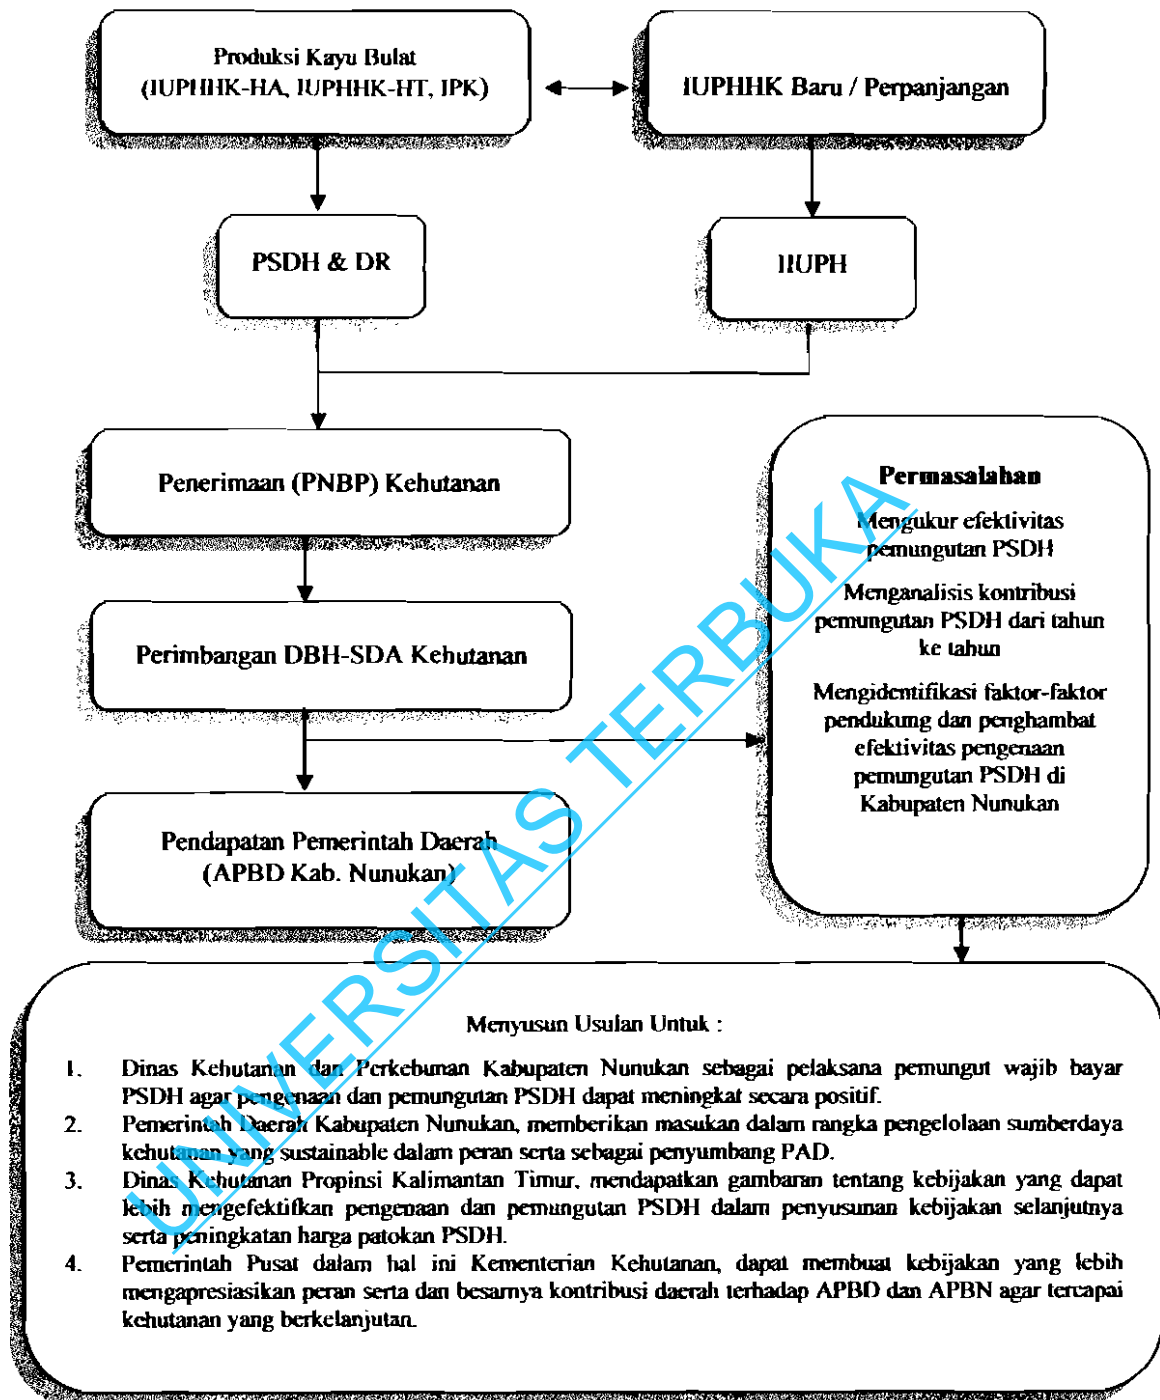 Produksi Kayu Bulat
(IUPHHK-HA, IUPHHK-HT, IPK)
IUPHHK Baru / Perpanjangan
PSDH & DR
IIUPH
Penerimaan (PNBP) Kehutanan
Perimbangan DBH-SDA Kehutanan
Pendapatan Pemerintah Daerah
(APBD Kab. Nunukan)
Permasalahan
Mengukur efektivitas
pemungutan PSDH
Menganalisis kontribusi
pemungutan PSDH dari tahun
ke tahun
Mengidentifikasi faktor-faktor
pendukung dan penghambat
efektivitas pengenaan
pemungutan PSDH di
Kabupaten Nunukan
Menyusun Usulan Untuk :
1. Dinas Kehutanan dan Perkebunan Kabupaten Nunukan sebagai pelaksana pemungut wajib bayar
PSDH agar pengenaan dan pemungutan PSDH dapat meningkat secara positif.
2. Pemerintah Daerah Kabupaten Nunukan, memberikan masukan dalam rangka pengelolaan sumberdaya
kehutanan yang sustainable dalam peran serta sebagai penyumbang PAD.
3. Dinas Kehutanan Propinsi Kalimantan Timur, mendapatkan gambaran tentang kebijakan yang dapat
lebih mengefektifkan pengenaan dan pemungutan PSDH dalam penyusunan kebijakan selanjutnya
serta peningkatan harga patokan PSDH.
4. Pemerintah Pusat dalam hal ini Kementerian Kehutanan, dapat membuat kebijakan yang lebih
mengapresiasikan peran serta dan besarnya kontribusi daerah terhadap APBD dan APBN agar tercapai
kehutanan yang berkelanjutan.
UNIVERSITAS TERBUKA